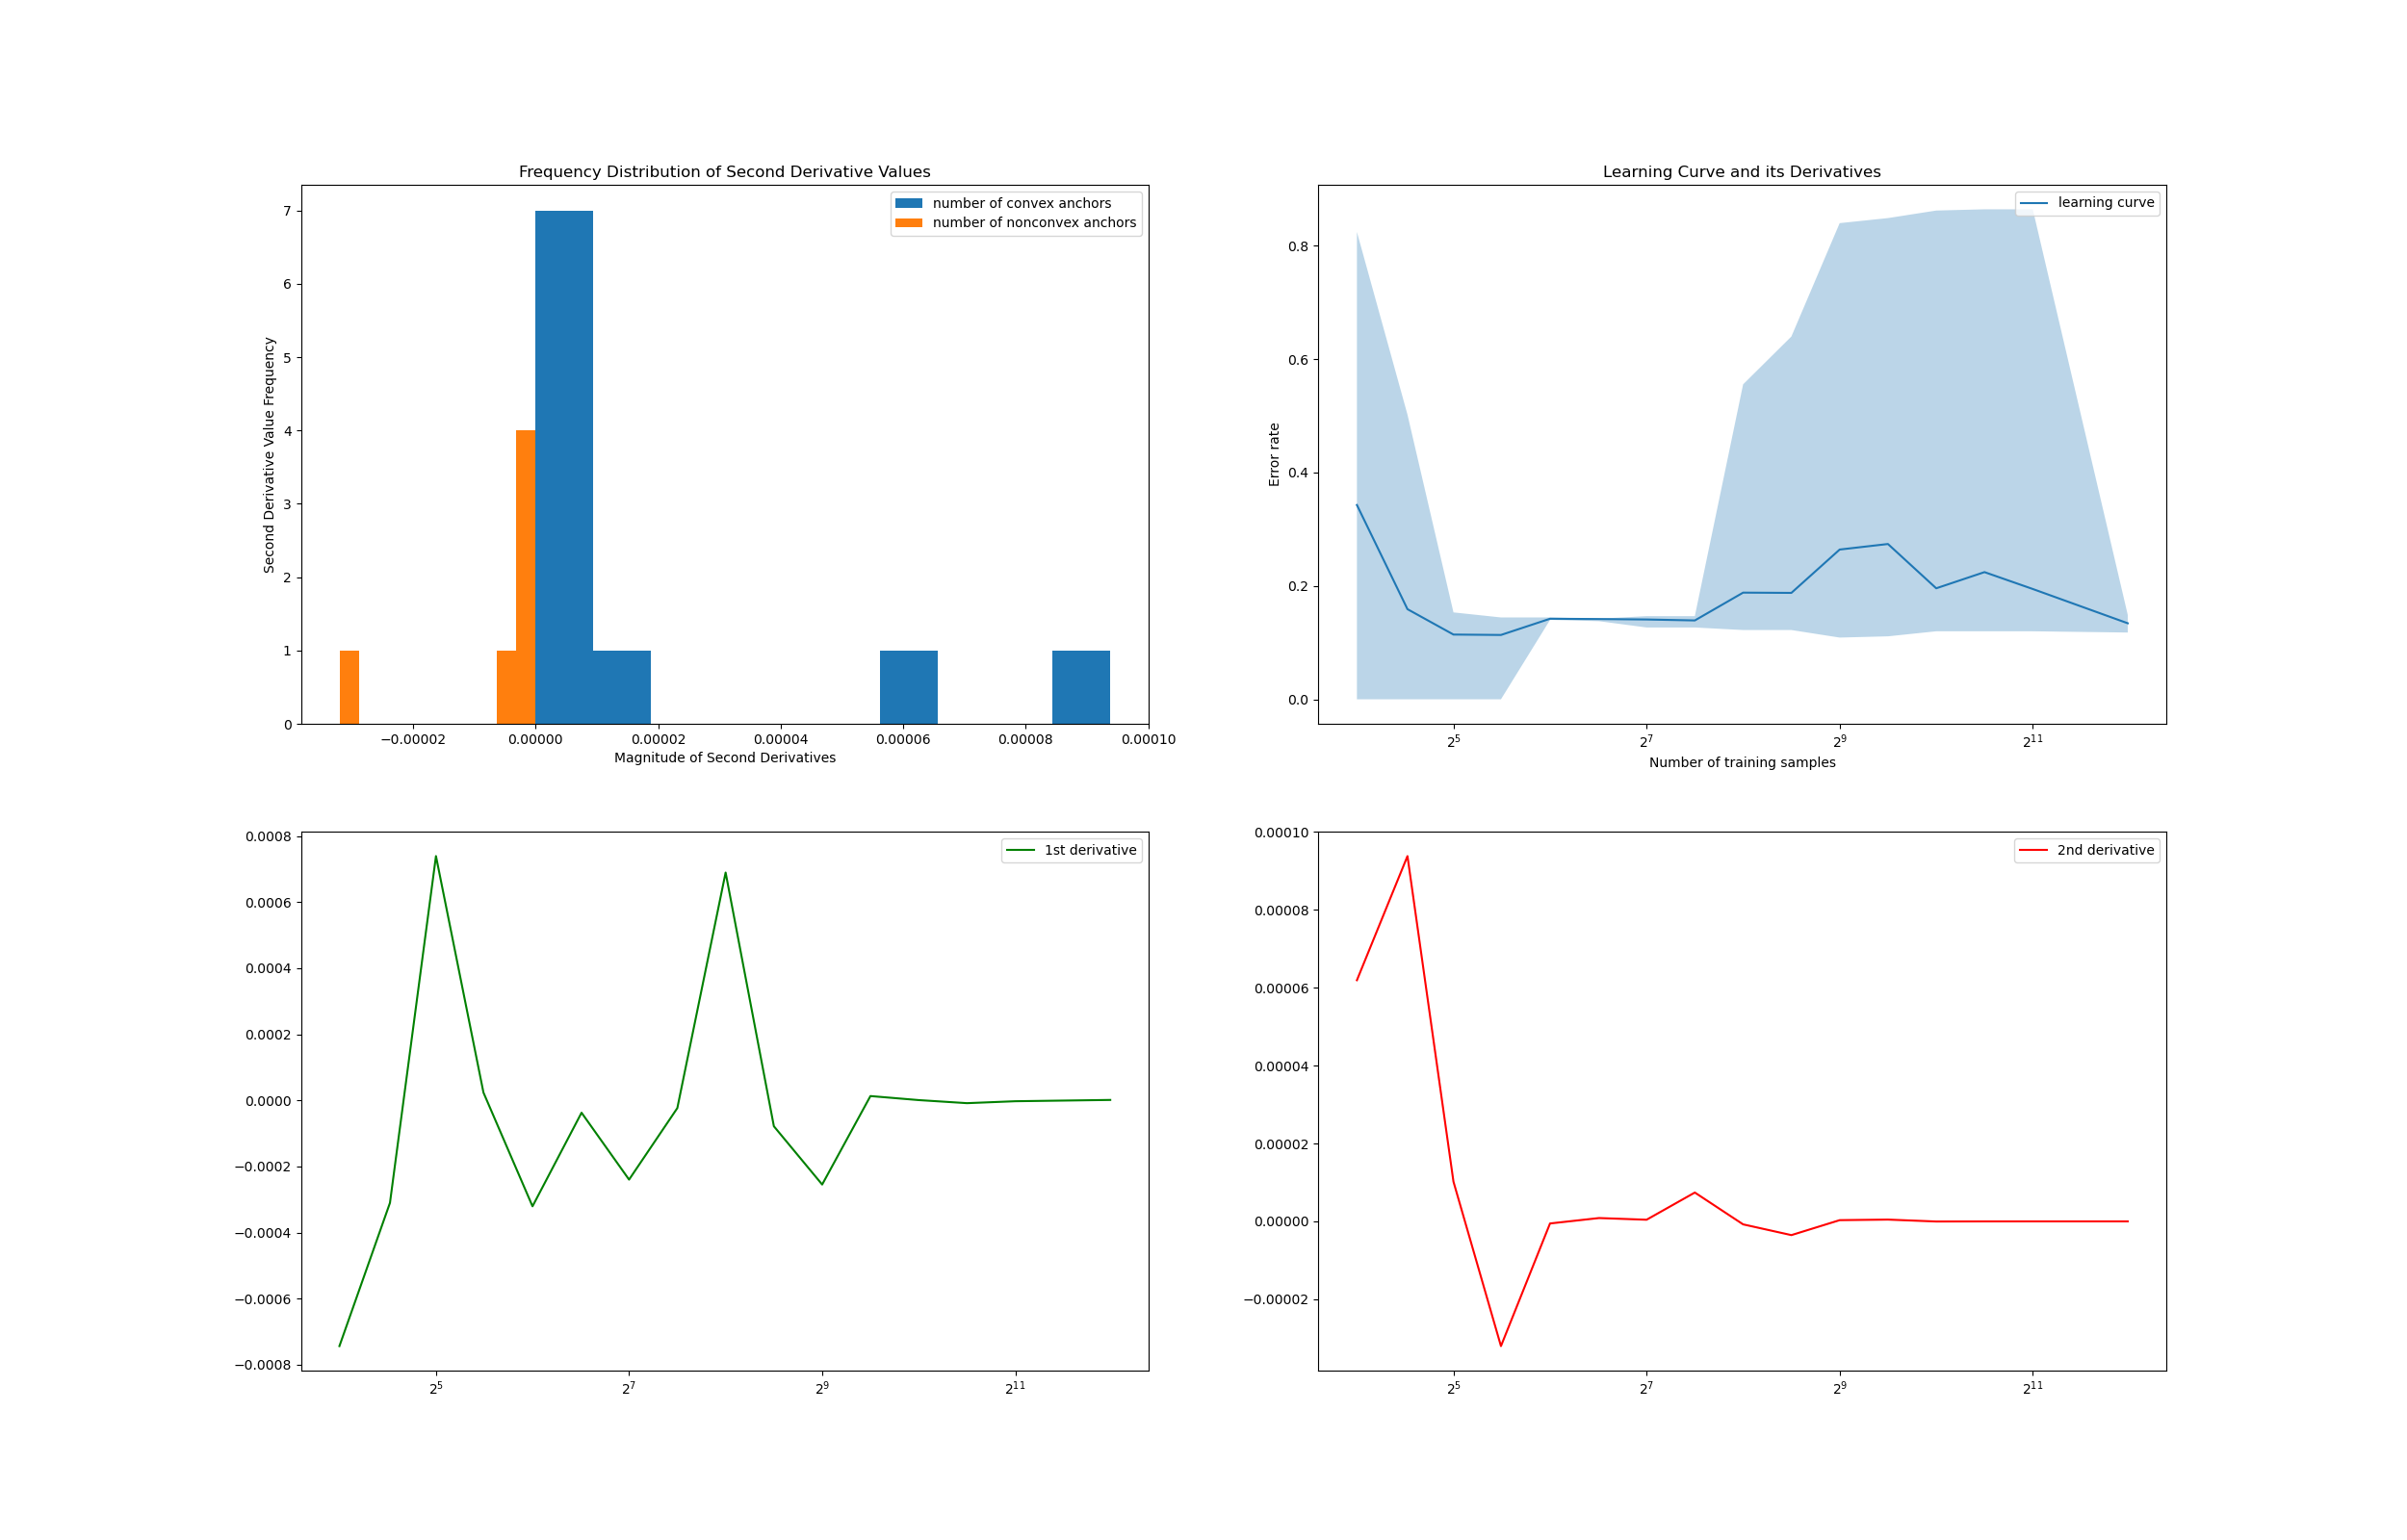 Frequency Distribution of Second Derivative Values
number of convex anchors
number of nonconvex anchors
Second Derivative Value Frequency
7
6
5
4
3
2
1
0
−0.00002 0.00000 0.00002 0.00004 0.00006 0.00008 0.00010
Magnitude of Second Derivatives
Learning Curve and its Derivatives
learning curve
Error rate
0.8
0.6
0.4
0.2
0.0
2^5 2^7 2^9 2^11
Number of training samples
1st derivative
0.0008
0.0006
0.0004
0.0002
0.0000
−0.0002
−0.0004
−0.0006
−0.0008
2^5 2^7 2^9 2^11
2nd derivative
0.00010
0.00008
0.00006
0.00004
0.00002
0.00000
−0.00002
2^5 2^7 2^9 2^11